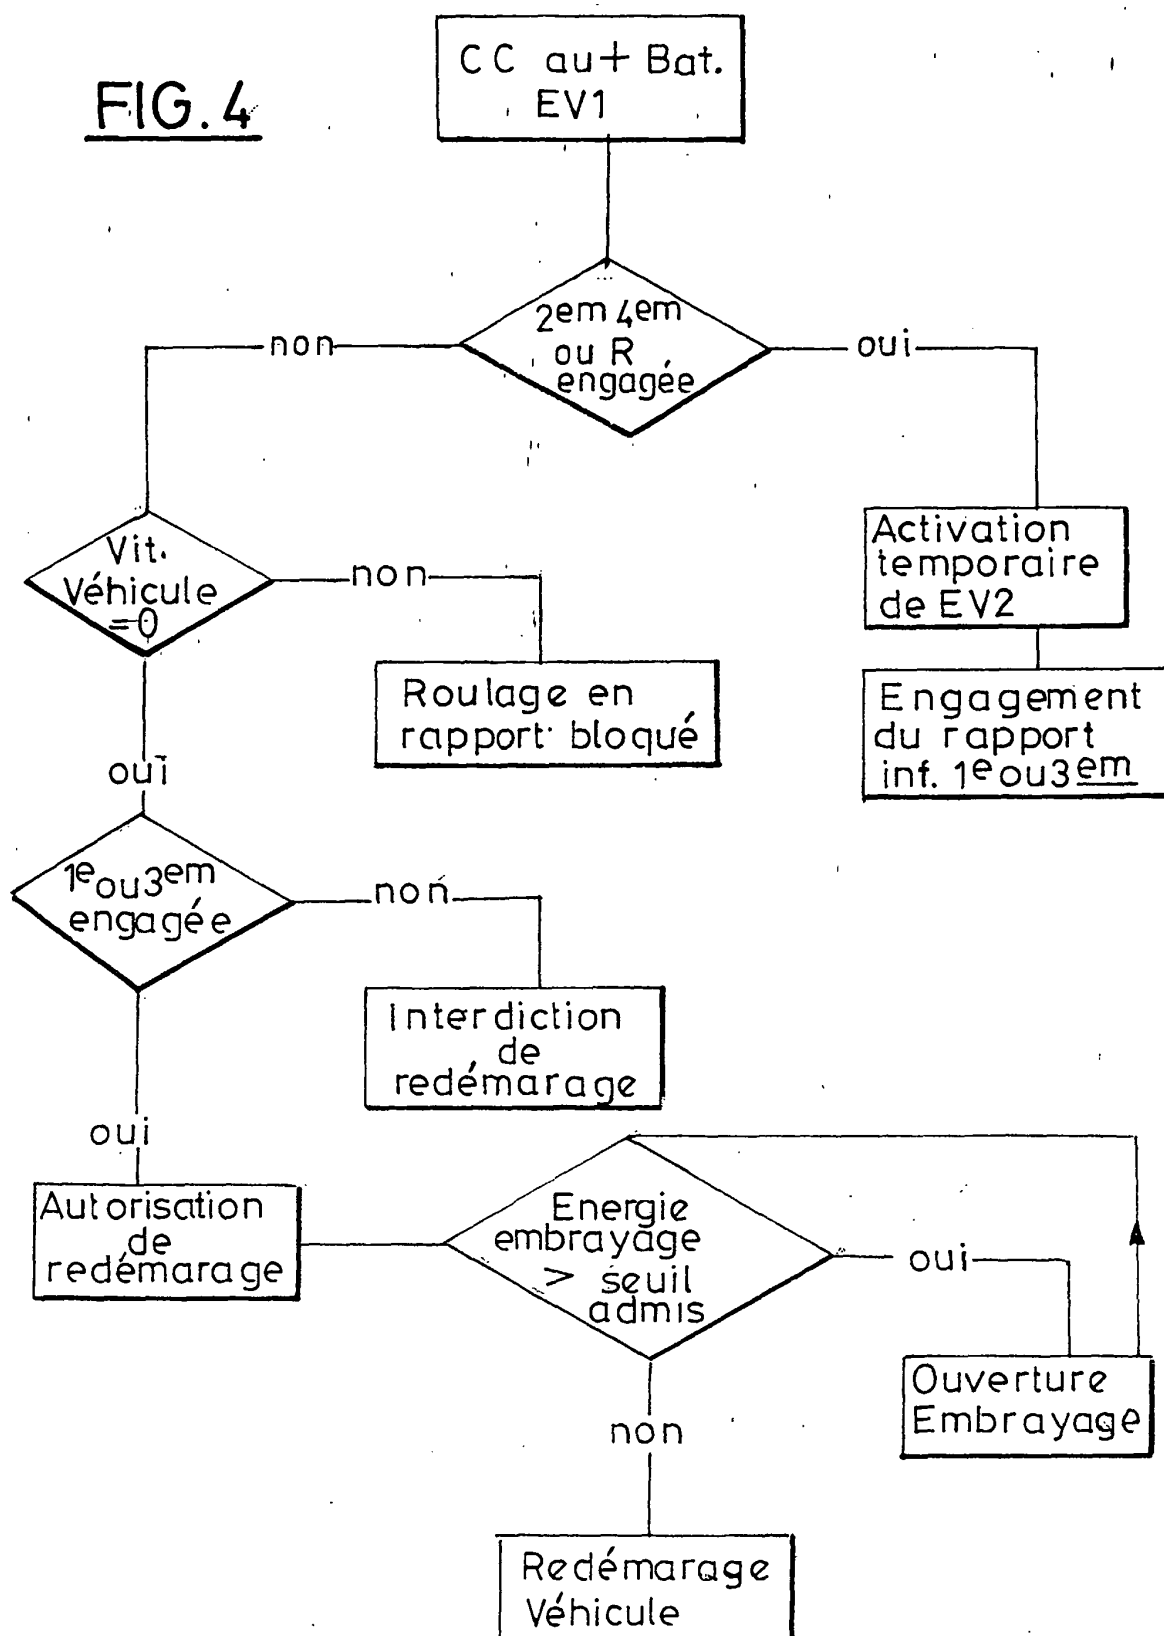 FIG. 4
CC au + Bat.
EV1
2em 4em
ou R
engagée
non
oui
Vit.
Véhicule
=0
non
Activation
temporaire
de EV2
Roulage en
rapport bloqué
Engagement
du rapport
inf. 1e ou 3em
oui
1e ou 3em
engagée
non
Interdiction
de
redémarage
oui
Autorisation
de
redémarage
Energie
embrayage
> seuil
admis
oui
Ouverture
Embrayage
non
Redémarage
Véhicule